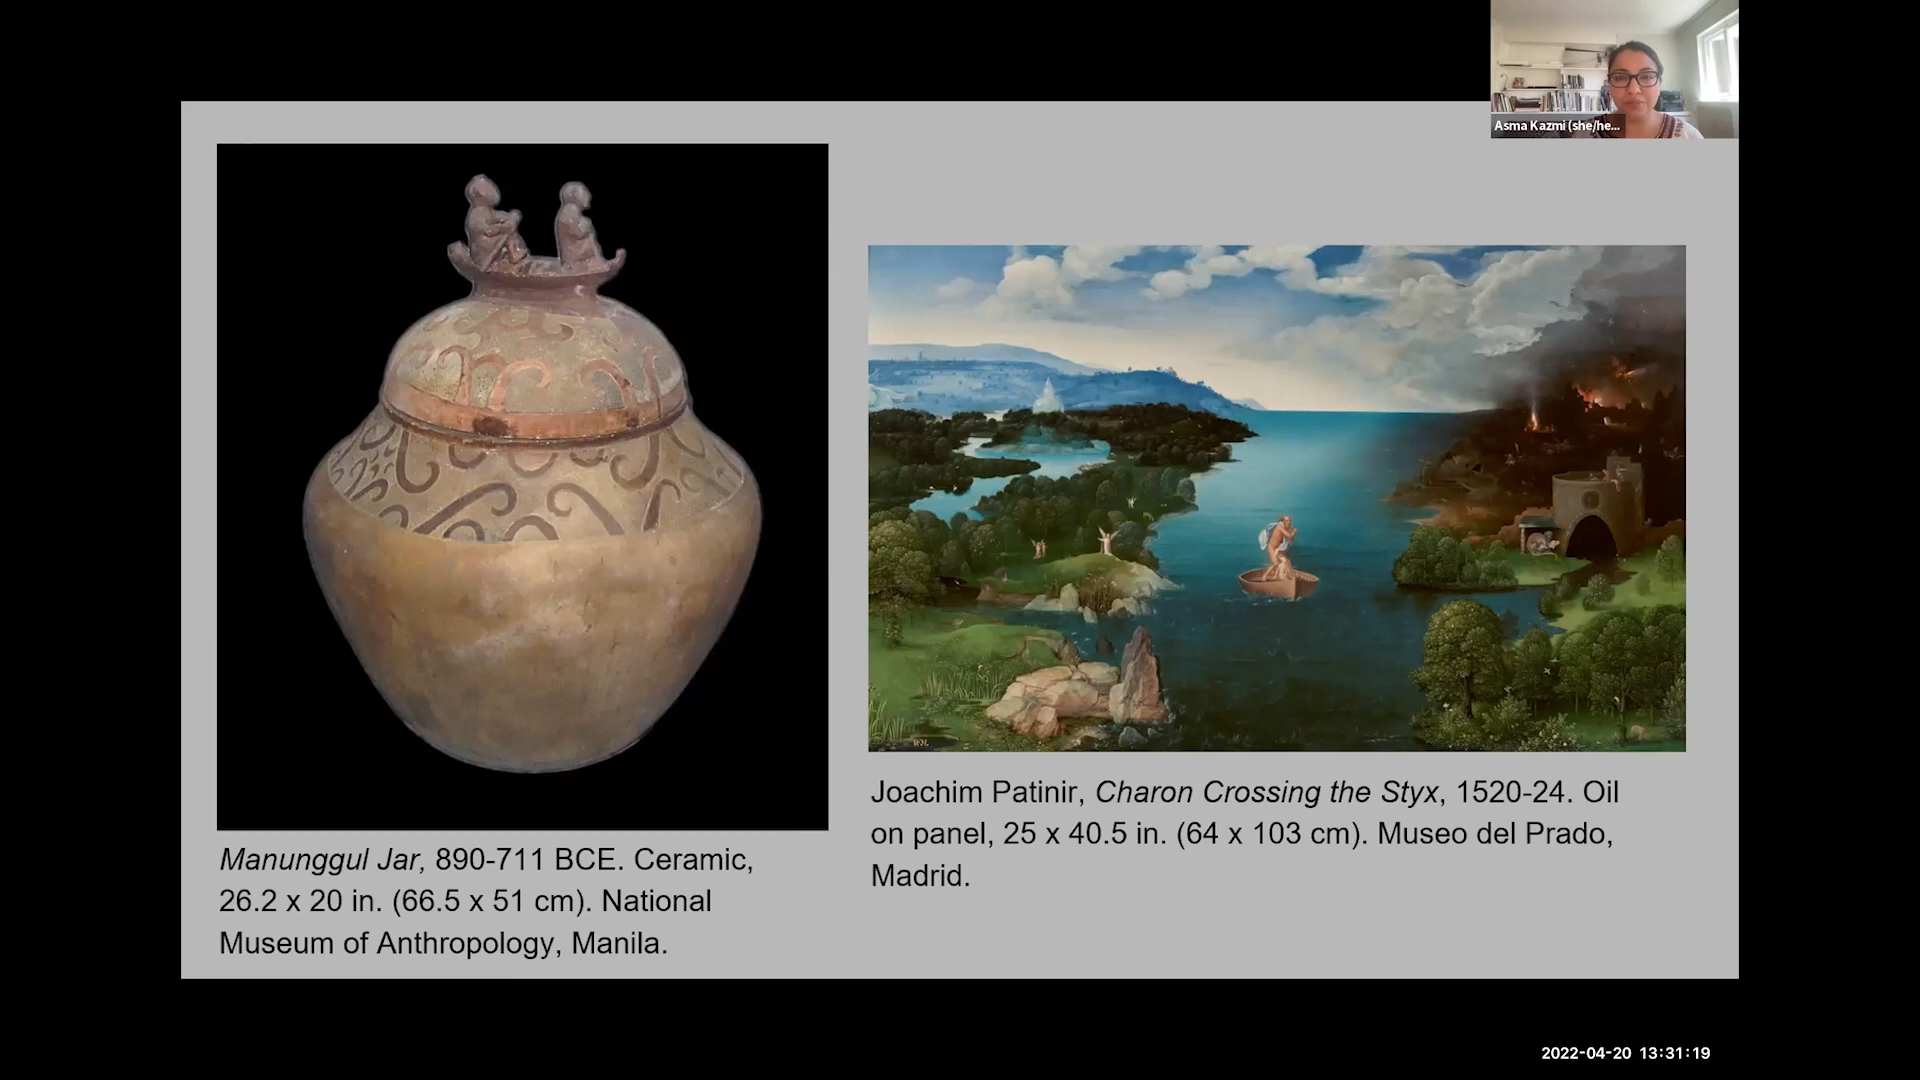 Asma Kazmi (she/he...
Manunggul Jar, 890-711 BCE. Ceramic,
26.2 x 20 in. (66.5 x 51 cm). National
Museum of Anthropology, Manila.
Joachim Patinir, Charon Crossing the Styx, 1520-24. Oil
on panel, 25 x 40.5 in. (64 x 103 cm). Museo del Prado,
Madrid.
2022-04-20 13:31:19